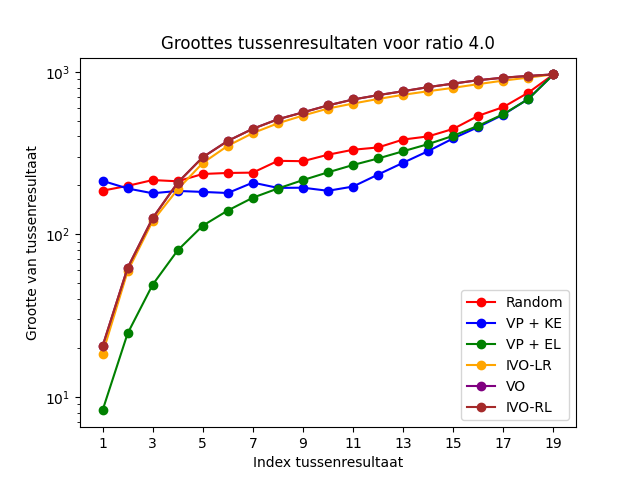 Groottes tussenresultaten voor ratio 4.0
Grootte van tussenresultaat
10³
10²
10¹
Random
VP + KE
VP + EL
IVO-LR
VO
IVO-RL
1 3 5 7 9 11 13 15 17 19
Index tussenresultaat